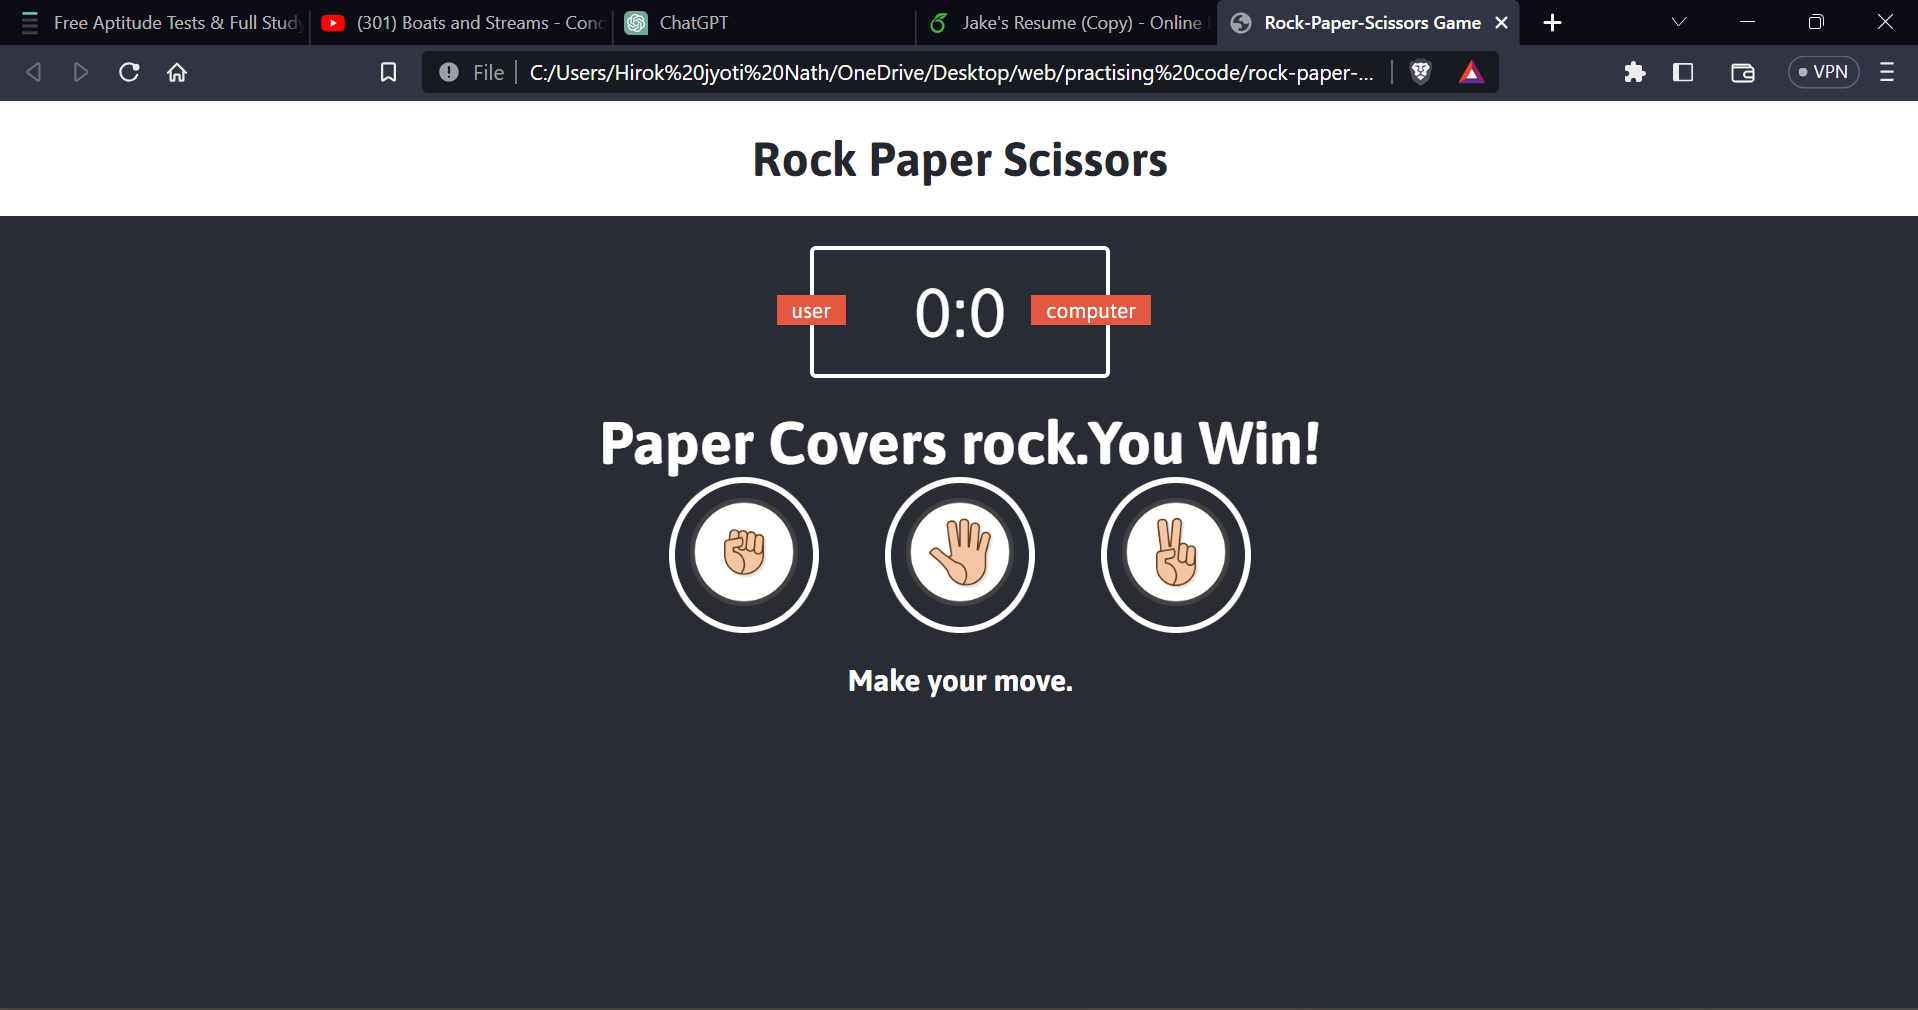 Free Aptitude Tests & Full Stud
(301) Boats and Streams - Conc
ChatGPT
Jake's Resume (Copy) - Online
Rock-Paper-Scissors Game
File
C:/Users/Hirok%20jyoti%20Nath/OneDrive/Desktop/web/practising%20code/rock-paper-...
VPN
Rock Paper Scissors
user
0:0
computer
Paper Covers rock.You Win!
Make your move.